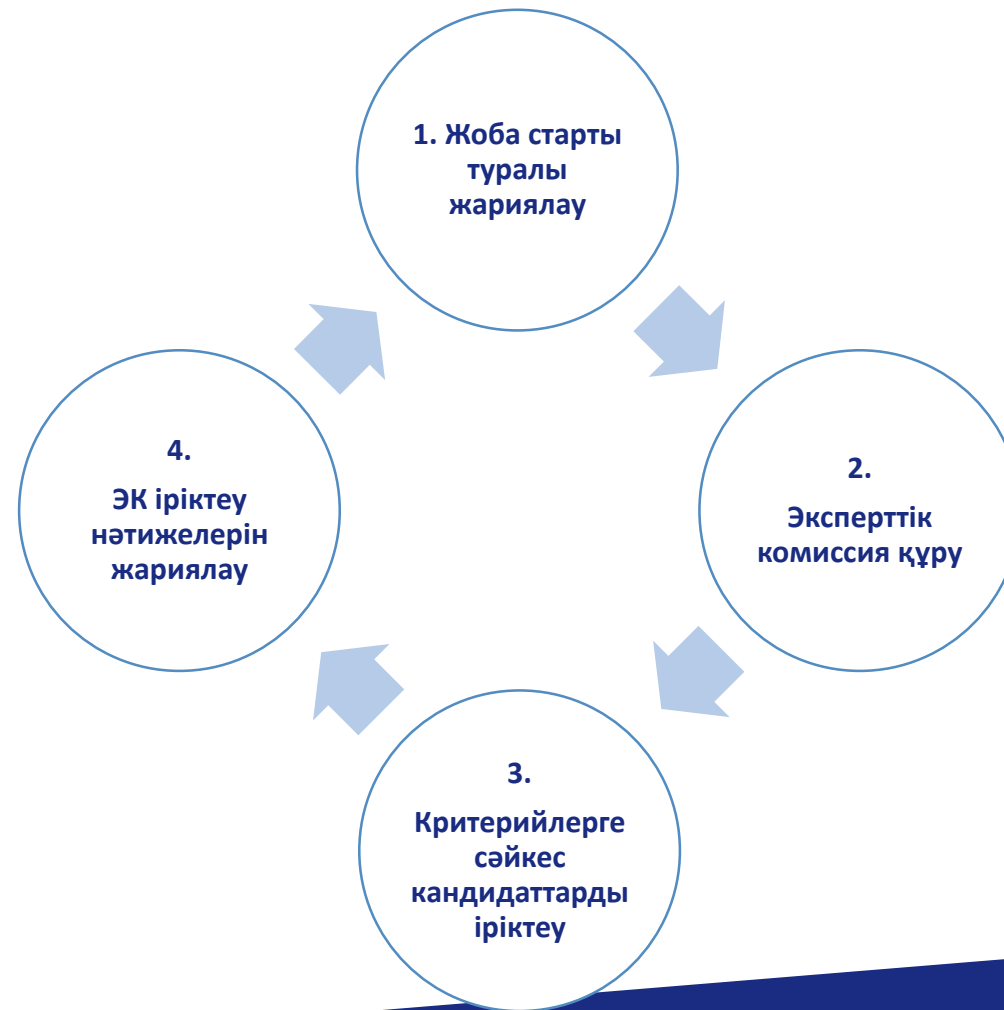 1. Жоба старты
туралы
жариялау
2.
Эксперттік
комиссия құру
3.
Критерийлерге
сәйкес
кандидаттарды
іріктеу
4.
ЭК іріктеу
нәтижелерін
жариялау